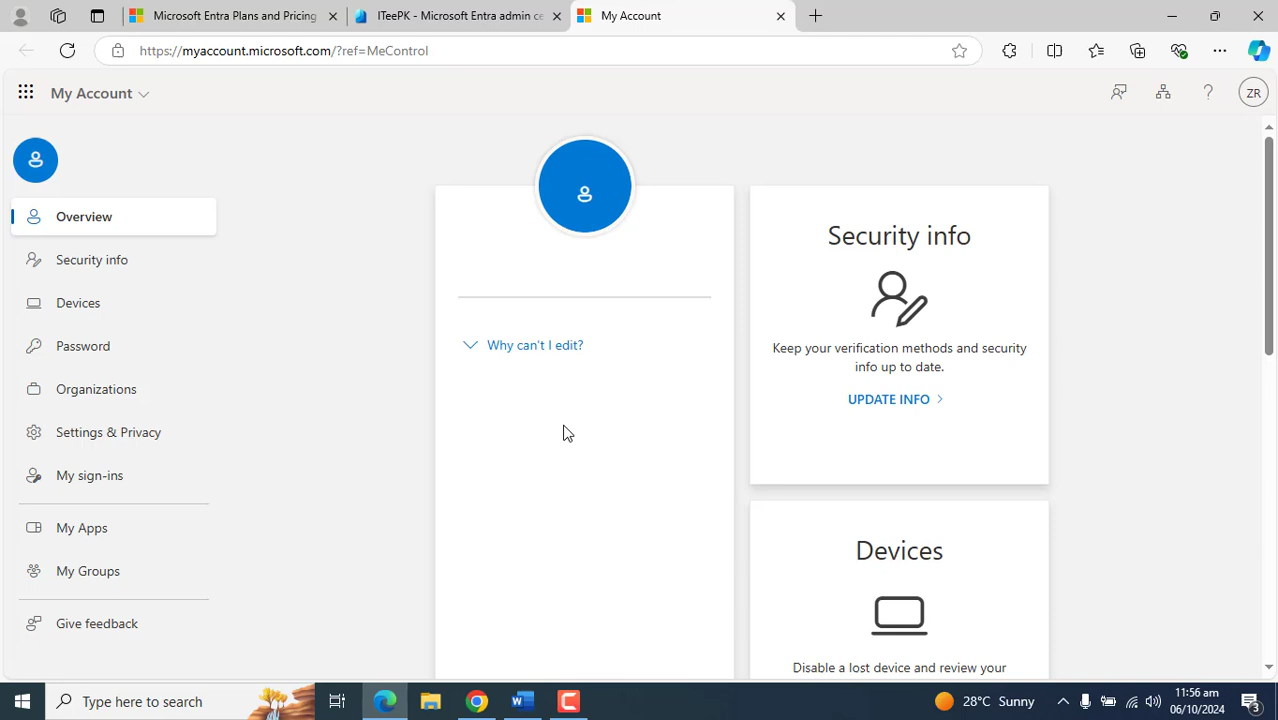 Microsoft Entra Plans and Pricing
ITeePK - Microsoft Entra admin ce
My Account
https://myaccount.microsoft.com/?ref=MeControl
My Account
ZR
Overview
Security info
Devices
Password
Organizations
Settings & Privacy
My sign-ins
My Apps
My Groups
Give feedback
Why can't I edit?
Security info
Keep your verification methods and security
info up to date.
UPDATE INFO
Devices
Disable a lost device and review your
Type here to search
28°C Sunny
11:56 am
06/10/2024
3